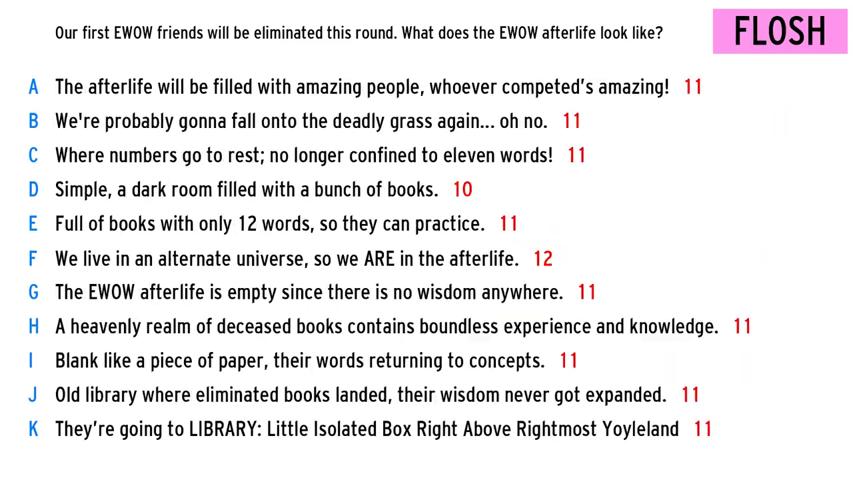 Our first EWOW friends will be eliminated this round. What does the EWOW afterlife look like?
FLOSH
A The afterlife will be filled with amazing people, whoever competed's amazing! 11
B We're probably gonna fall onto the deadly grass again... oh no. 11
C Where numbers go to rest; no longer confined to eleven words! 11
D Simple, a dark room filled with a bunch of books. 10
E Full of books with only 12 words, so they can practice. 11
F We live in an alternate universe, so we ARE in the afterlife. 12
G The EWOW afterlife is empty since there is no wisdom anywhere. 11
H A heavenly realm of deceased books contains boundless experience and knowledge. 11
I Blank like a piece of paper, their words returning to concepts. 11
J Old library where eliminated books landed, their wisdom never got expanded. 11
K They're going to LIBRARY: Little Isolated Box Right Above Rightmost Yoyleland 11